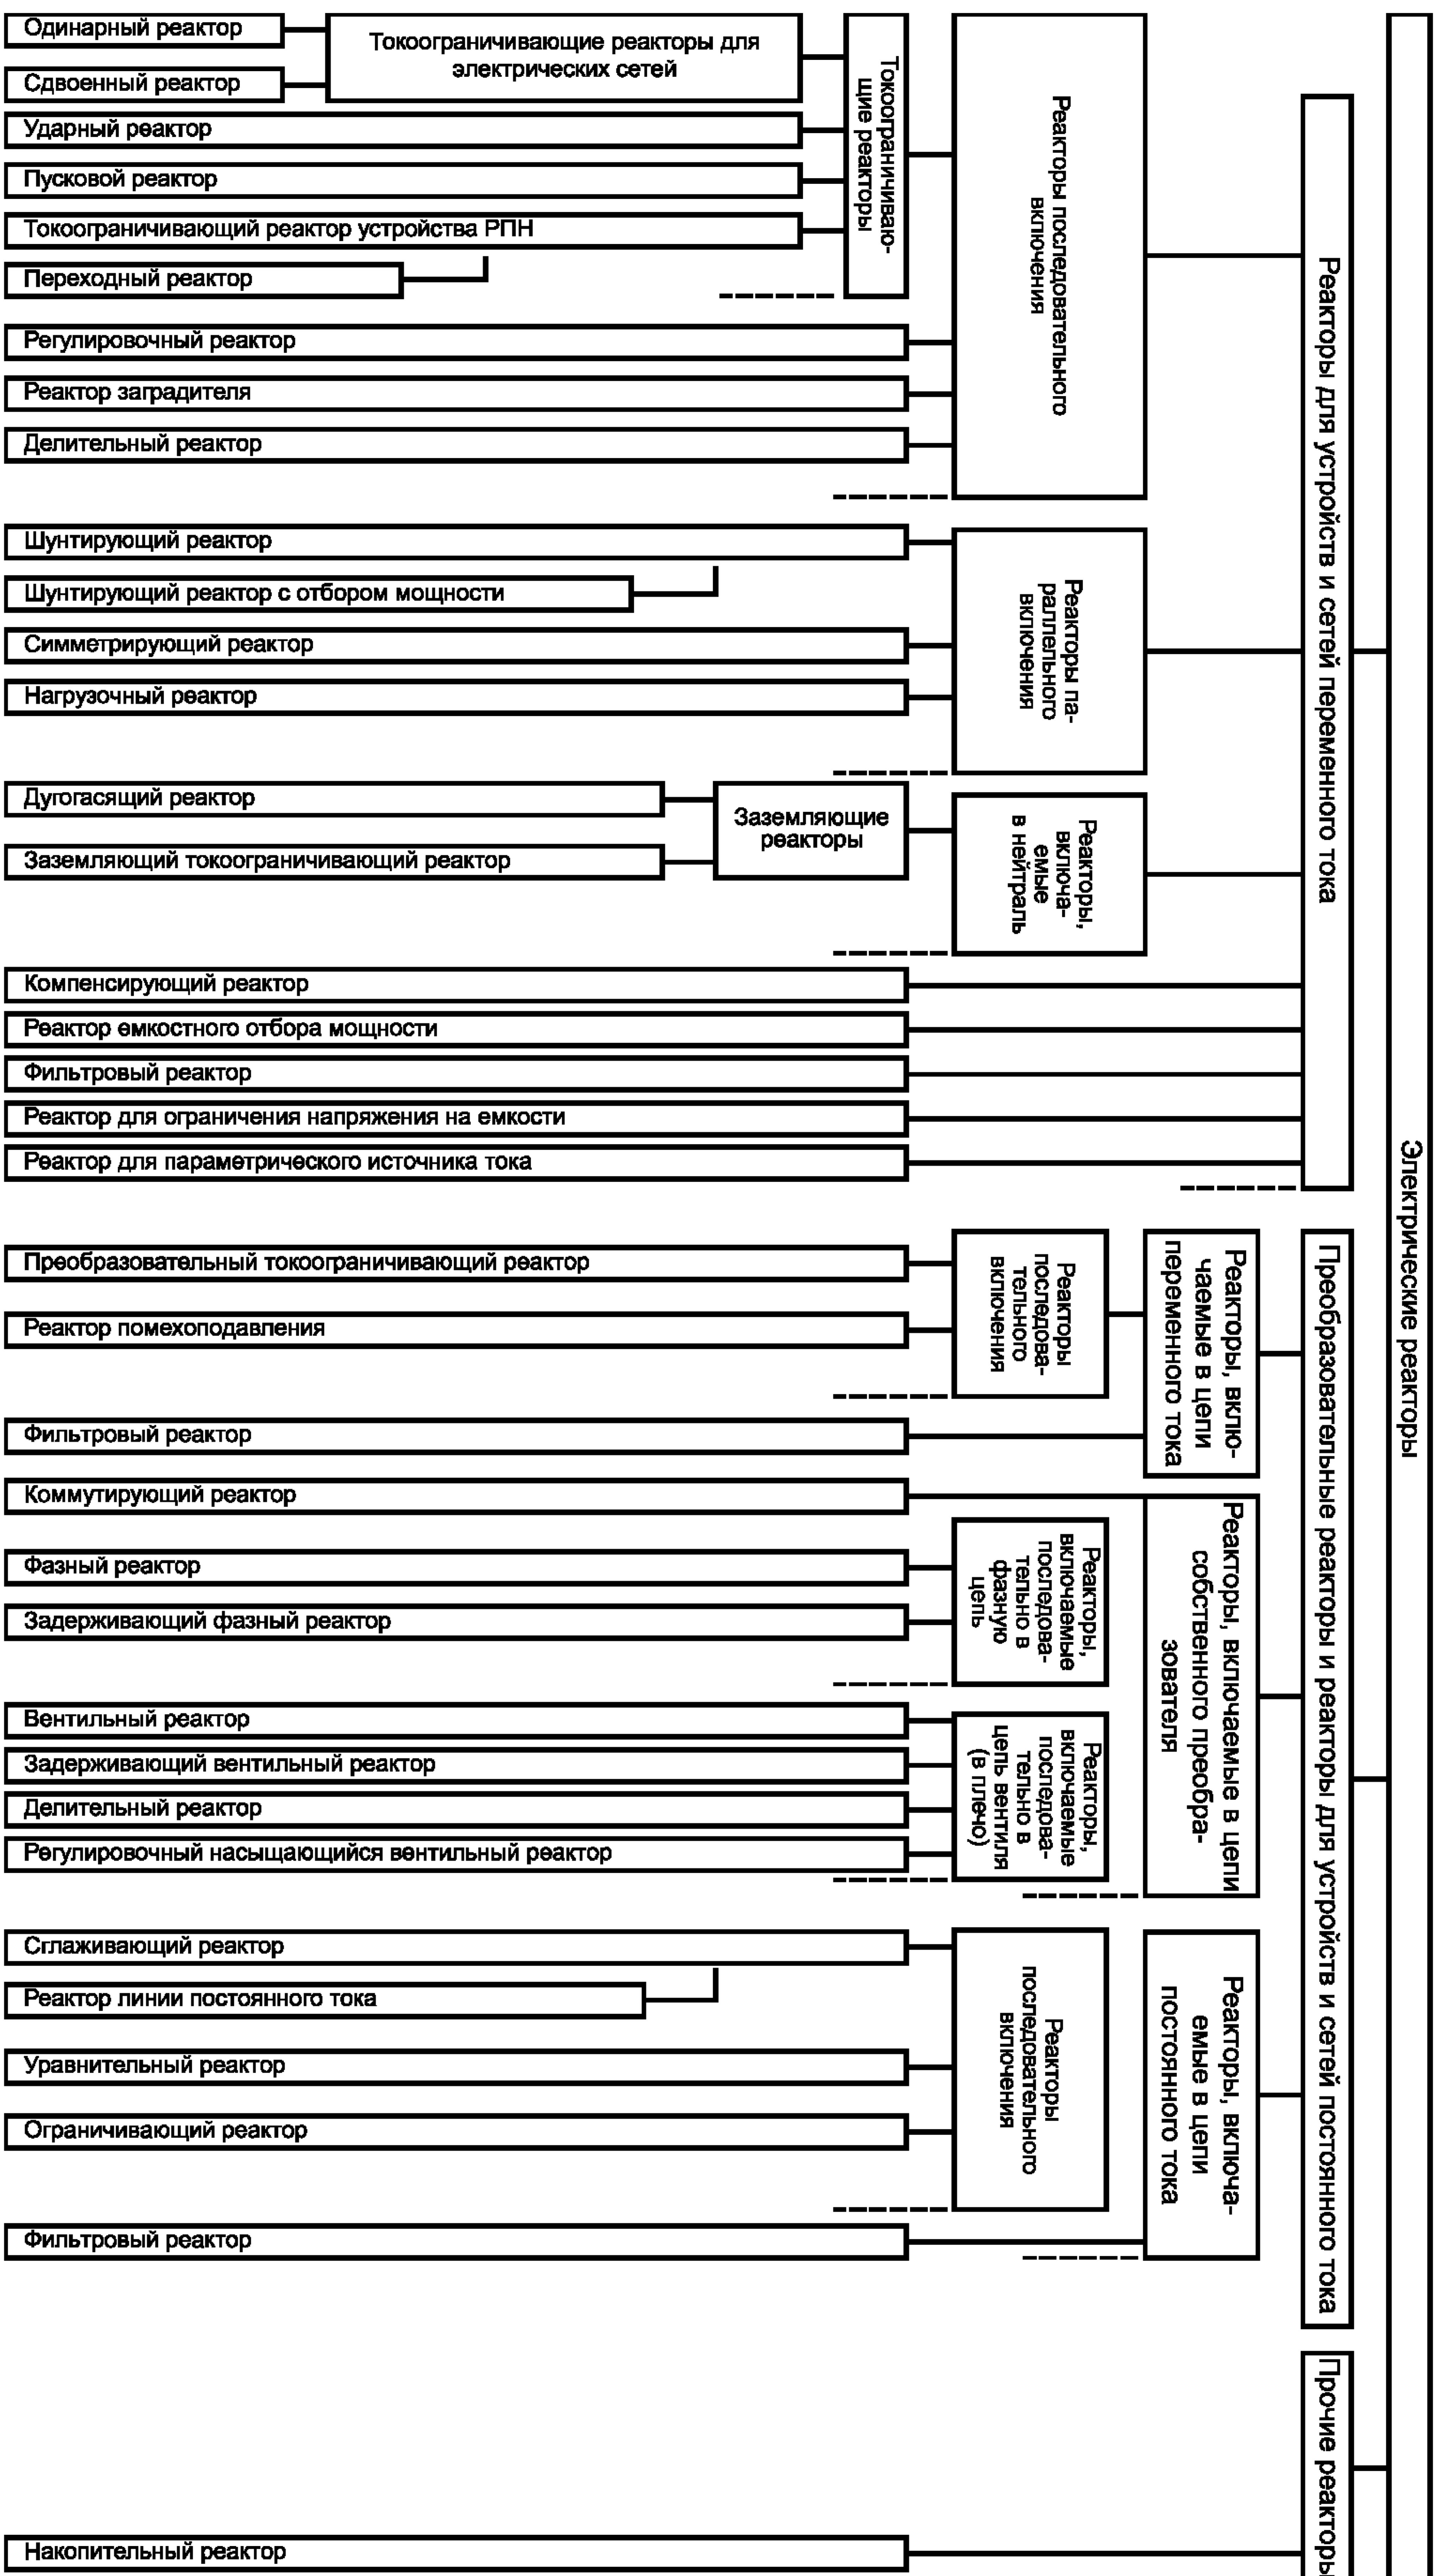 Электрические реакторы
Реакторы для устройств и сетей переменного тока
Реакторы последовательного
включения
Токоограничиваю-
щие реакторы
Токоограничивающие реакторы для
электрических сетей
Одинарный реактор
Сдвоенный реактор
Ударный реактор
Пусковой реактор
Токоограничивающий реактор устройства РПН
Переходный реактор
Регулировочный реактор
Реактор заградителя
Делительный реактор
Реакторы па-
раллельного
включения
Шунтирующий реактор
Шунтирующий реактор с отбором мощности
Симметрирующий реактор
Нагрузочный реактор
Реакторы,
включа-
емые
в нейтраль
Заземляющие
реакторы
Дугогасящий реактор
Заземляющий токоограничивающий реактор
Компенсирующий реактор
Реактор емкостного отбора мощности
Фильтровый реактор
Реактор для ограничения напряжения на емкости
Реактор для параметрического источника тока
Преобразовательные реакторы и реакторы для устройств и сетей постоянного тока
Реакторы, вклю-
чаемые в цепи
переменного тока
Реакторы
последова-
тельного
включения
Преобразовательный токоограничивающий реактор
Реактор помехоподавления
Фильтровый реактор
Реакторы, включаемые в цепи
собственного преобра-
зователя
Коммутирующий реактор
Реакторы,
включаемые
последова-
тельно в
фазную
цепь
Фазный реактор
Задерживающий фазный реактор
Реакторы,
включаемые
последова-
тельно в
цепь вентиля
(в плечо)
Вентильный реактор
Задерживающий вентильный реактор
Делительный реактор
Регулировочный насыщающийся вентильный реактор
Реакторы, включа-
емые в цепи
постоянного тока
Реакторы
последовательного
включения
Сглаживающий реактор
Реактор линии постоянного тока
Уравнительный реактор
Ограничивающий реактор
Фильтровый реактор
Прочие реакторы
Накопительный реактор